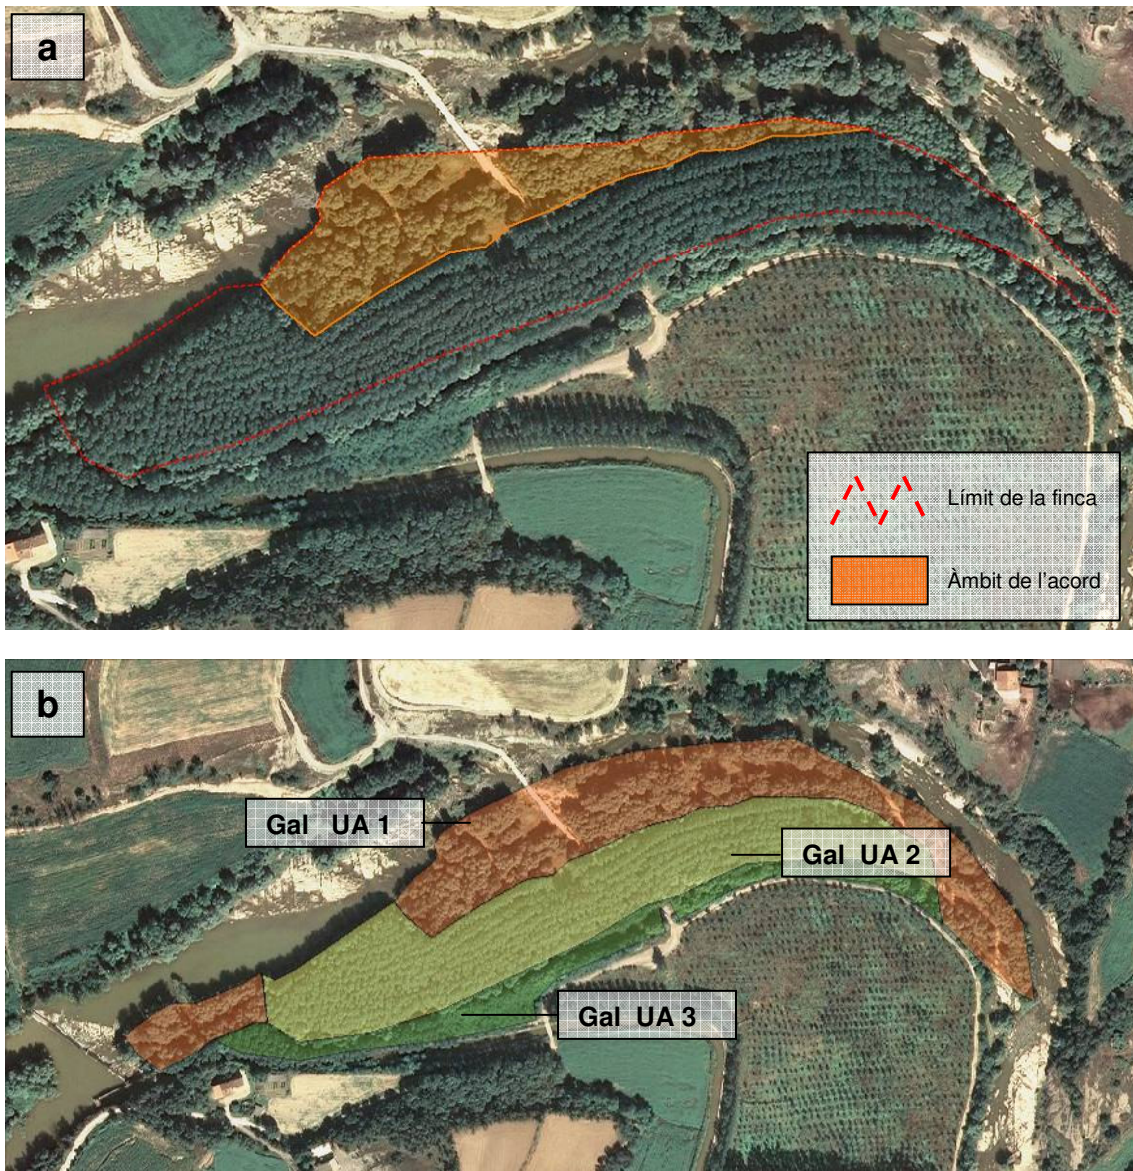 a
Límit de la finca
Àmbit de l'acord
b
Gal UA 1
Gal UA 2
Gal UA 3